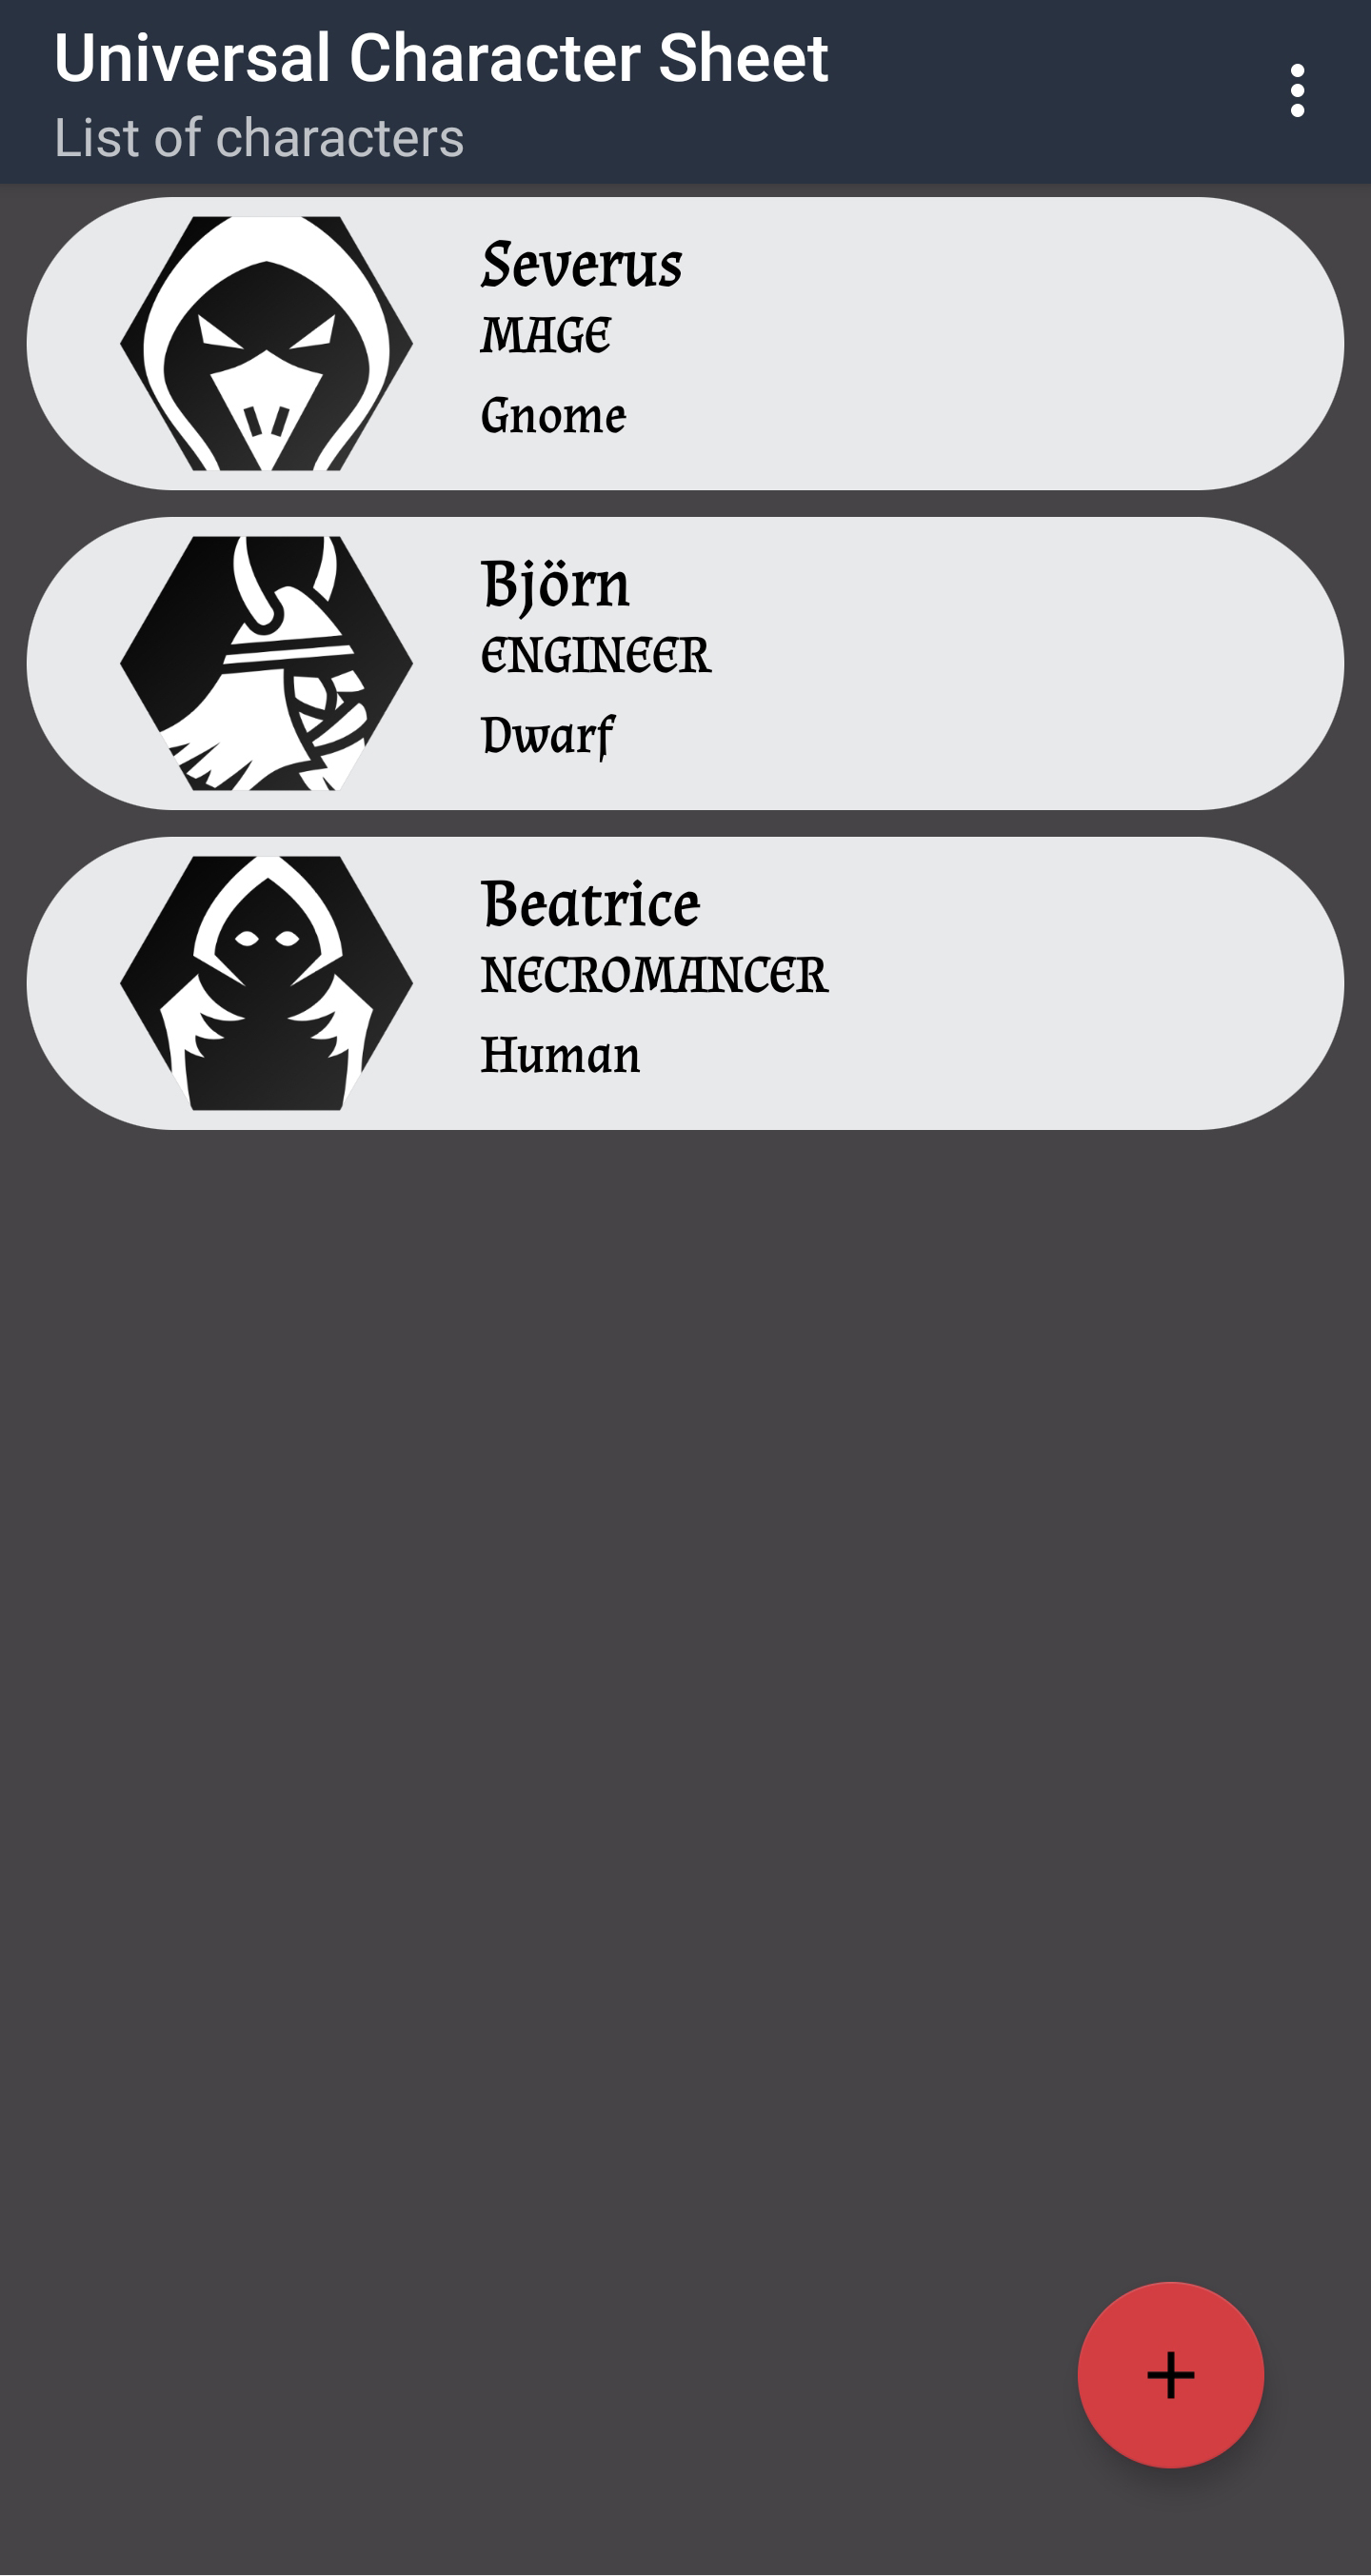 Universal Character Sheet
List of characters
Severus
MAGE
Gnome
Björn
ENGINEER
Dwarf
Beatrice
NECROMANCER
Human